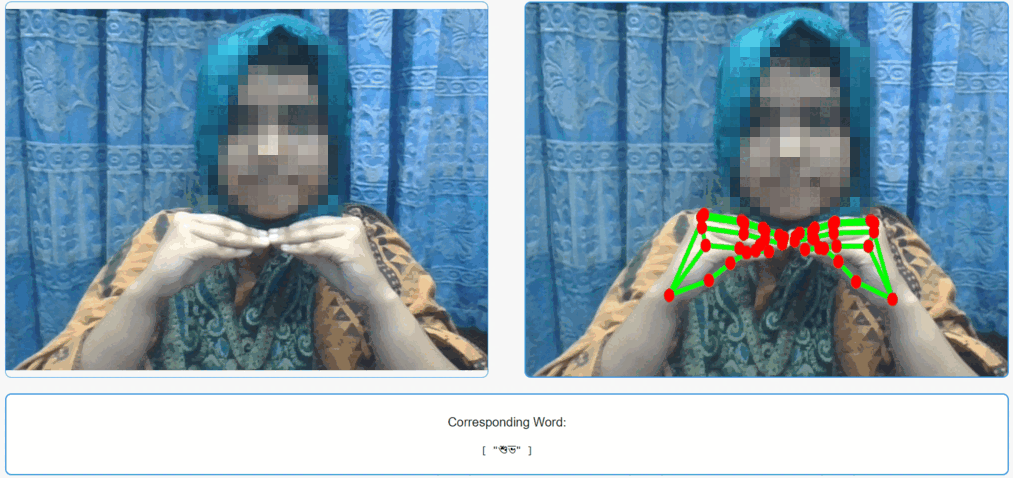 Corresponding Word:
[ "শুভ" ]